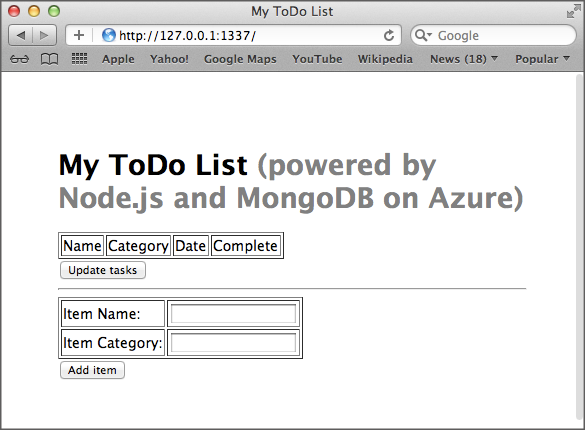 My ToDo List
http://127.0.0.1:1337/ Google
Apple Yahoo! Google Maps YouTube Wikipedia News (18) Popular
My ToDo List (powered by
Node.js and MongoDB on Azure)
Name Category Date Complete
Update tasks
Item Name:
Item Category:
Add item